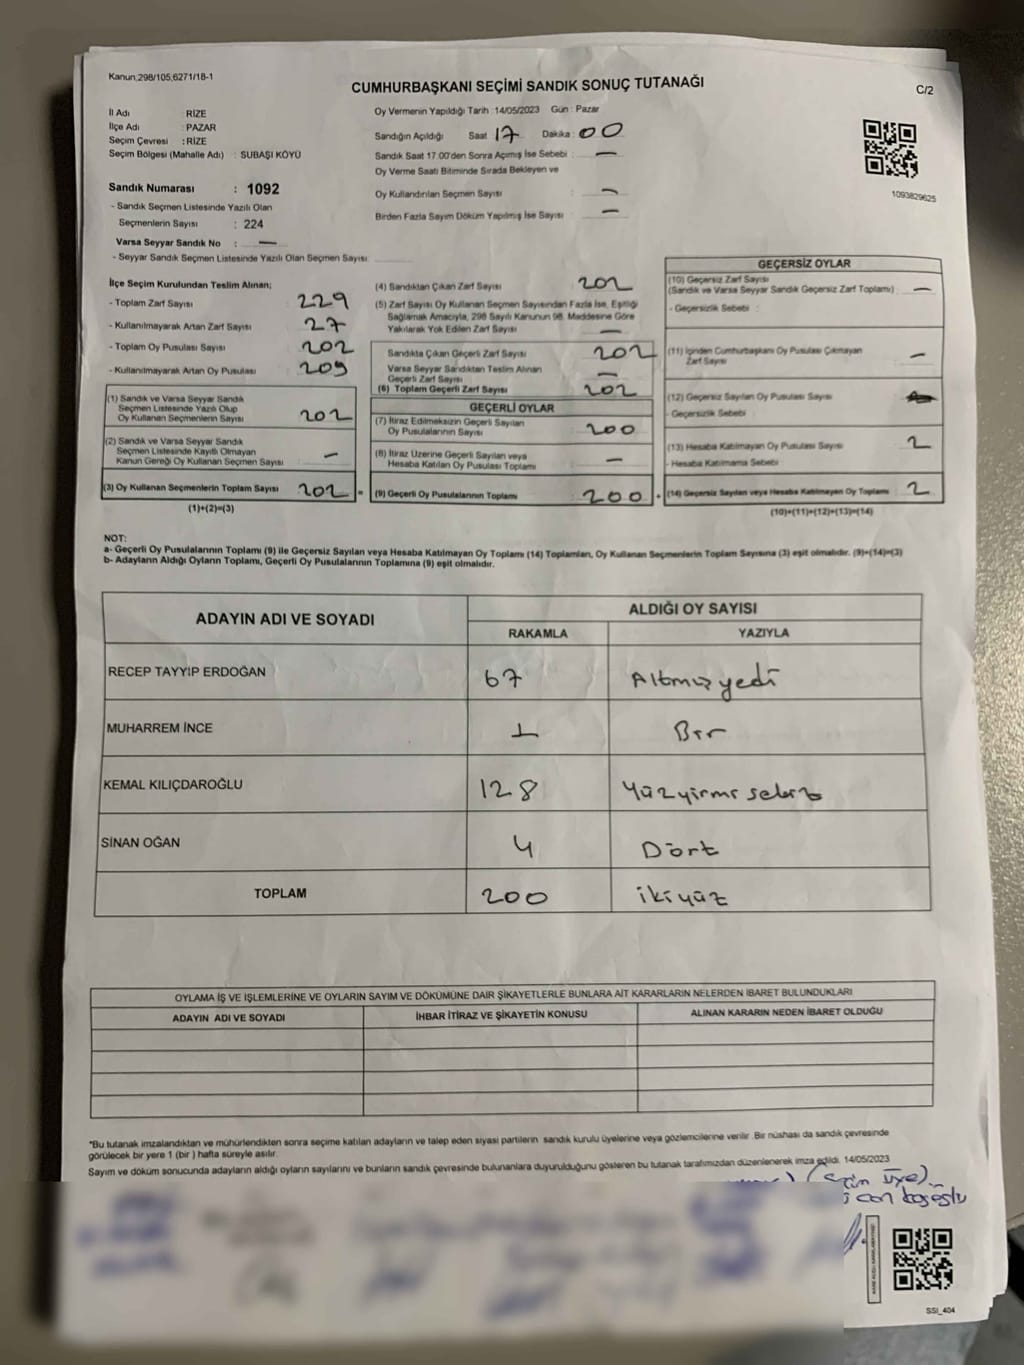 Kanun,298/105,6271/18-1
CUMHURBAŞKANI SEÇİMİ SANDIK SONUÇ TUTANAĞI
C/2
İl Adı : RİZE
İlçe Adı : PAZAR
Seçim Çevresi : RİZE
Seçim Bölgesi (Mahalle Adı) : SUBAŞI KÖYÜ
Sandık Numarası : 1092
- Sandık Seçmen Listesinde Yazılı Olan
Seçmenlerin Sayısı : 224
Varsa Seyyar Sandık No : —
- Seyyar Sandık Seçmen Listesinde Yazılı Olan Seçmen Sayısı :
Oy Vermenin Yapıldığı Tarih : 14/05/2023 Gün : Pazar
Sandığın Açıldığı Saat 17 Dakika : 00
Sandık Saat 17.00'den Sonra Açılmış İse Sebebi : —
Oy Verme Saati Bitiminde Sırada Bekleyen ve
Oy Kullandırılan Seçmen Sayısı : —
Birden Fazla Sayım Döküm Yapılmış İse Sayısı : —
1093829625
İlçe Seçim Kurulundan Teslim Alınan;
- Toplam Zarf Sayısı 229
- Kullanılmayarak Artan Zarf Sayısı 27
- Toplam Oy Pusulası Sayısı 202
- Kullanılmayarak Artan Oy Pusulası 209
(1) Sandık ve Varsa Seyyar Sandık
Seçmen Listesinde Yazılı Olup
Oy Kullanan Seçmenlerin Sayısı 202
(2) Sandık ve Varsa Seyyar Sandık
Seçmen Listesinde Kayıtlı Olmayan
Kanun Gereği Oy Kullanan Seçmen Sayısı —
(3) Oy Kullanan Seçmenlerin Toplam Sayısı 202
(1)+(2)=(3)
(4) Sandıktan Çıkan Zarf Sayısı 202
(5) Zarf Sayısı Oy Kullanan Seçmen Sayısından Fazla İse, Eşitliği
Sağlamak Amacıyla, 298 Sayılı Kanunun 98. Maddesine Göre
Yakılarak Yok Edilen Zarf Sayısı —
Sandıkta Çıkan Geçerli Zarf Sayısı 202
Varsa Seyyar Sandıktan Teslim Alınan
Geçerli Zarf Sayısı —
(6) Toplam Geçerli Zarf Sayısı 202
GEÇERLİ OYLAR
(7) İtiraz Edilmeksizin Geçerli Sayılan
Oy Pusulalarının Sayısı 200
(8) İtiraz Üzerine Geçerli Sayılan veya
Hesaba Katılan Oy Pusulası Toplamı —
= (9) Geçerli Oy Pusulalarının Toplamı 200
GEÇERSİZ OYLAR
(10) Geçersiz Zarf Sayısı
(Sandık ve Varsa Seyyar Sandık Geçersiz Zarf Toplamı) : —
- Geçersizlik Sebebi :
(11) İçinden Cumhurbaşkanı Oy Pusulası Çıkmayan
Zarf Sayısı —
(12) Geçersiz Sayılan Oy Pusulası Sayısı
- Geçersizlik Sebebi :
(13) Hesaba Katılmayan Oy Pusulası Sayısı 2
- Hesaba Katılmama Sebebi
+ (14) Geçersiz Sayılan veya Hesaba Katılmayan Oy Toplamı 2
(10)+(11)+(12)+(13)=(14)
NOT:
a- Geçerli Oy Pusulalarının Toplamı (9) ile Geçersiz Sayılan veya Hesaba Katılmayan Oy Toplamı (14) Toplamları, Oy Kullanan Seçmenlerin Toplam Sayısına (3) eşit olmalıdır. (9)+(14)=(3)
b- Adayların Aldığı Oyların Toplamı, Geçerli Oy Pusulalarının Toplamına (9) eşit olmalıdır.
ADAYIN ADI VE SOYADI
ALDIĞI OY SAYISI
RAKAMLA YAZIYLA
RECEP TAYYİP ERDOĞAN 67 Altmışyedi
MUHARREM İNCE 1 Bir
KEMAL KILIÇDAROĞLU 128 Yüzyirmi sekiz
SİNAN OĞAN 4 Dört
TOPLAM 200 ikiyüz
OYLAMA İŞ VE İŞLEMLERİNE VE OYLARIN SAYIM VE DÖKÜMÜNE DAİR ŞİKAYETLERLE BUNLARA AİT KARARLARIN NELERDEN İBARET BULUNDUKLARI
ADAYIN ADI VE SOYADI
İHBAR İTİRAZ VE ŞİKAYETİN KONUSU
ALINAN KARARIN NEDEN İBARET OLDUĞU
*Bu tutanak imzalandıktan ve mühürlendikten sonra seçime katılan adayların ve talep eden siyasi partilerin sandık kurulu üyelerine veya gözlemcilerine verilir. Bir nüshası da sandık çevresinde
görülecek bir yere 1 (bir) hafta süreyle asılır.
Sayım ve döküm sonucunda adayların aldığı oyların sayılarını ve bunların sandık çevresinde bulunanlara duyurulduğunu gösteren bu tutanak tarafımızdan düzenlenerek imza edildi. 14/05/2023
üye)
SSI_404